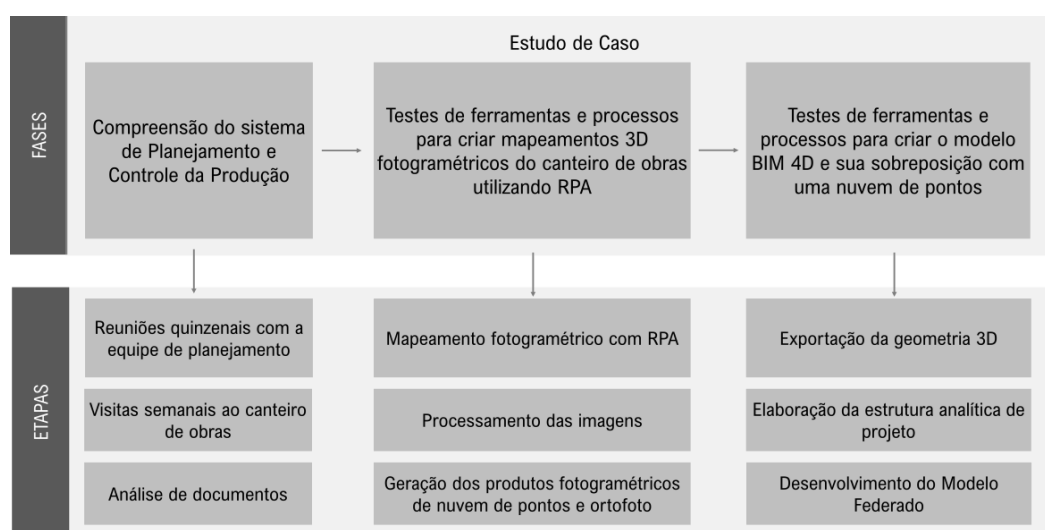 Estudo de Caso
FASES
Compreensão do sistema
de Planejamento e
Controle da Produção
Testes de ferramentas e processos
para criar mapeamentos 3D
fotogramétricos do canteiro de obras
utilizando RPA
Testes de ferramentas e
processos para criar o modelo
BIM 4D e sua sobreposição com
uma nuvem de pontos
ETAPAS
Reuniões quinzenais com a
equipe de planejamento
Visitas semanais ao canteiro
de obras
Análise de documentos
Mapeamento fotogramétrico com RPA
Processamento das imagens
Geração dos produtos fotogramétricos
de nuvem de pontos e ortofoto
Exportação da geometria 3D
Elaboração da estrutura analítica de
projeto
Desenvolvimento do Modelo
Federado